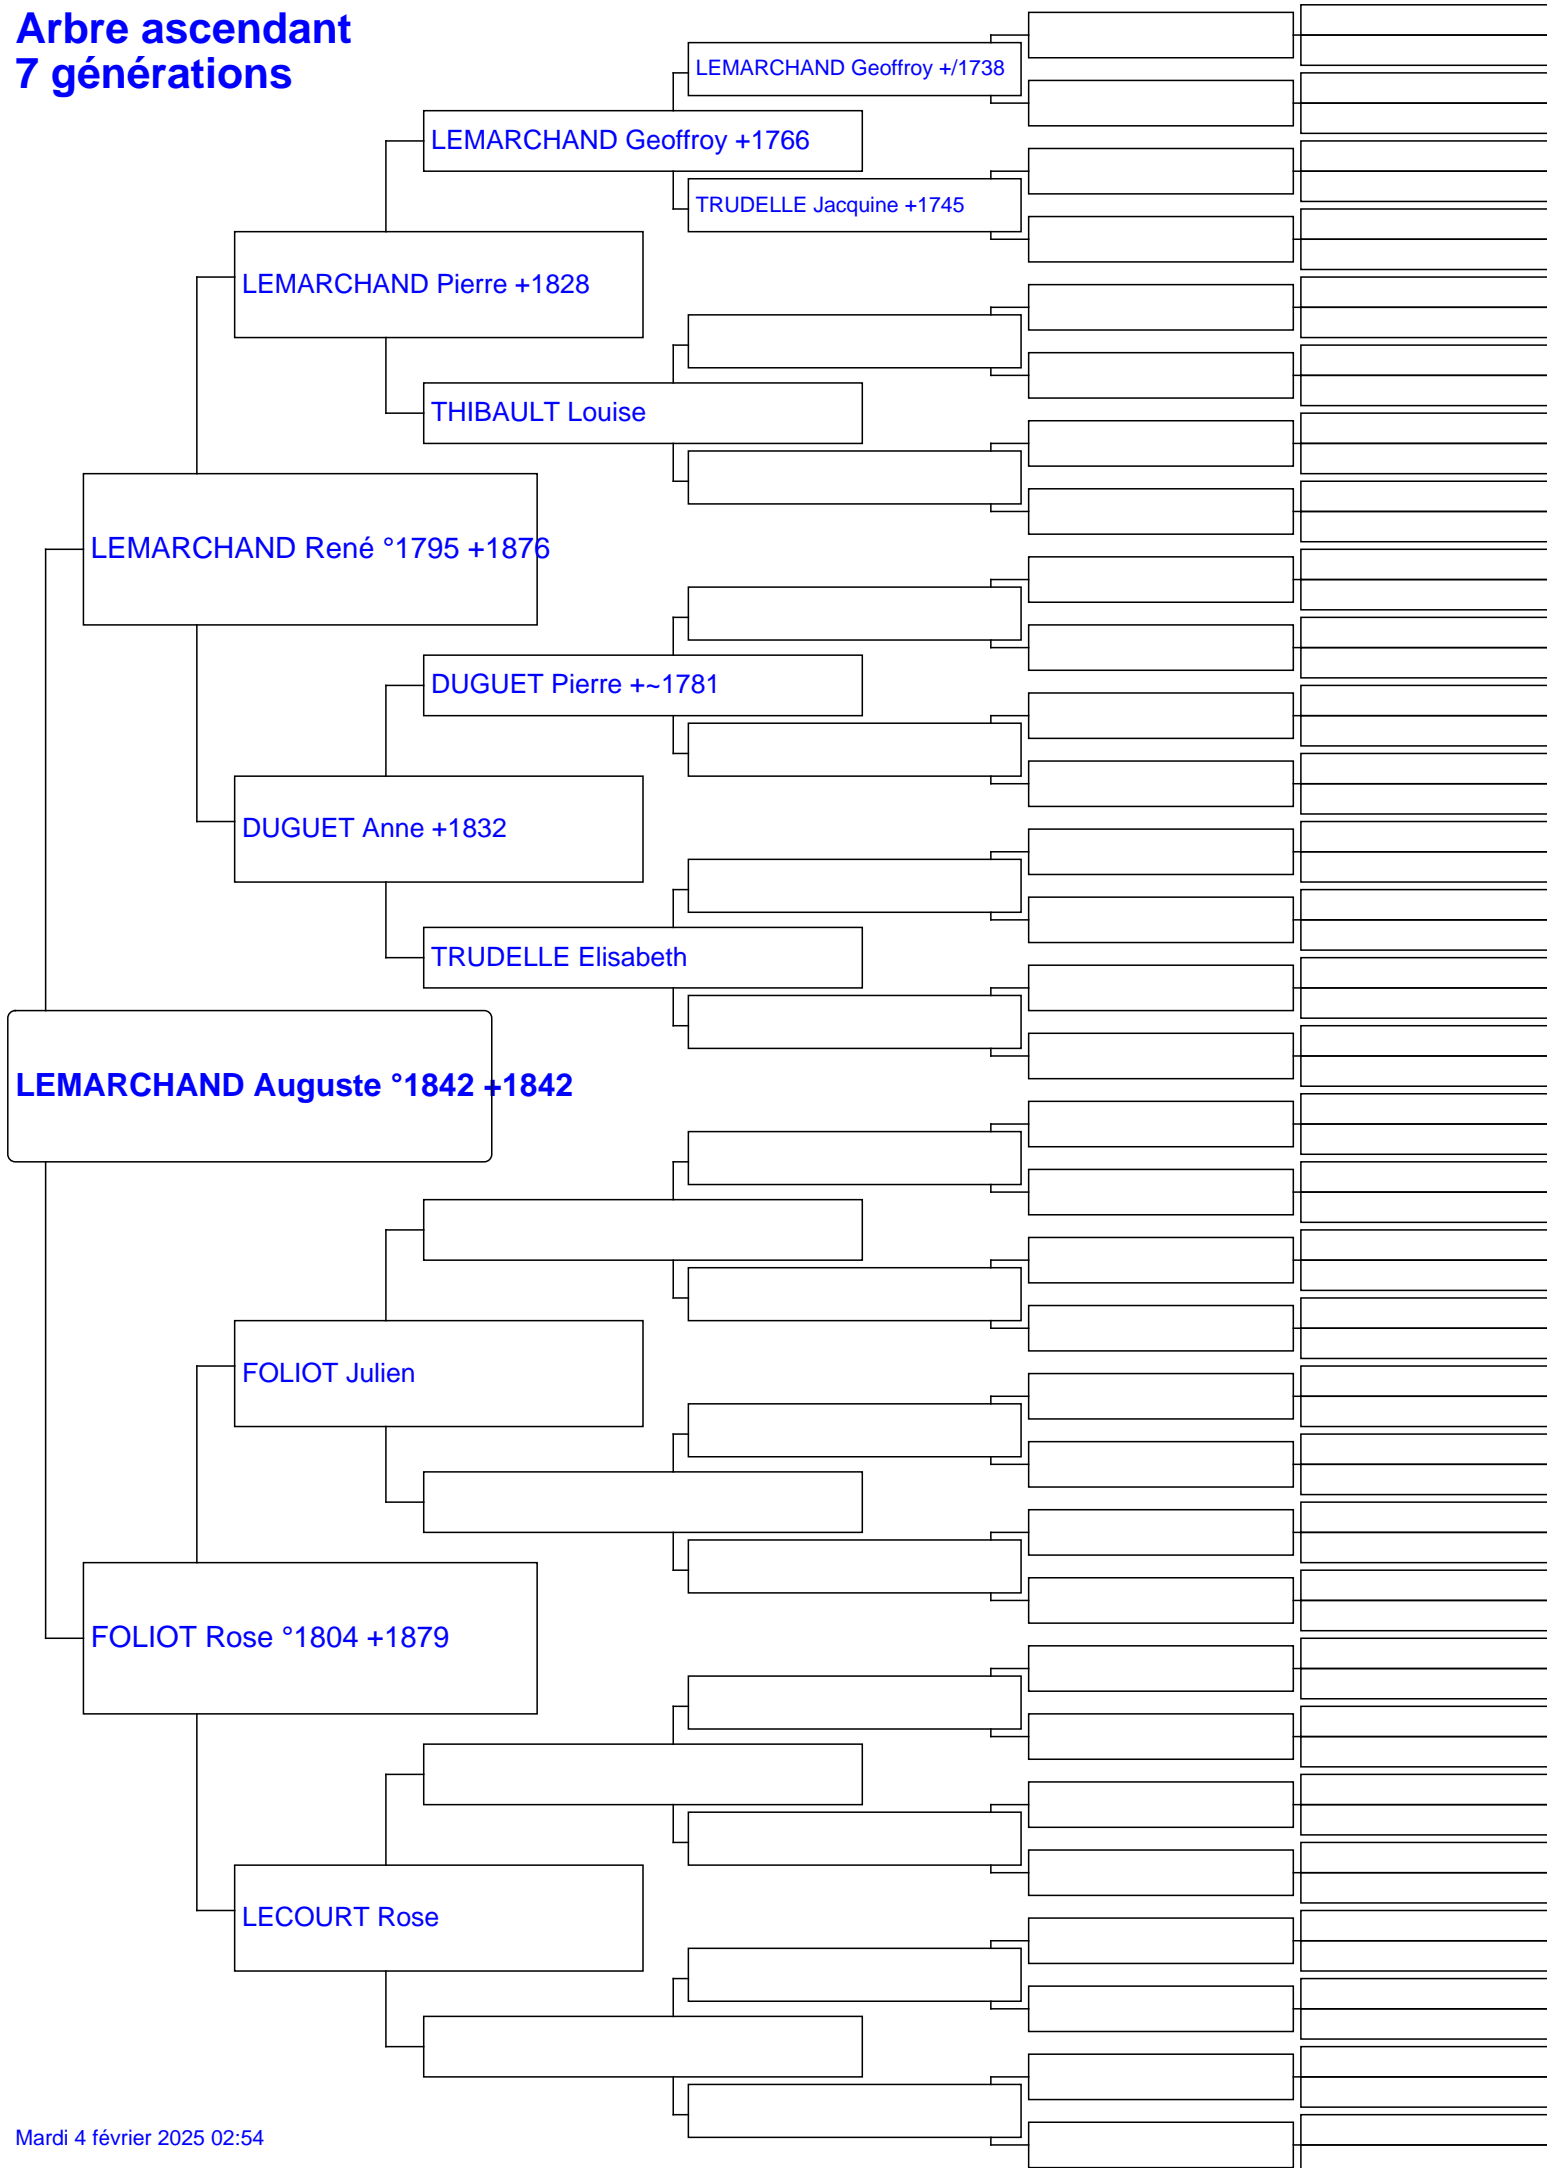 Arbre ascendant
7 générations
LEMARCHAND Geoffroy +/1738
LEMARCHAND Geoffroy +1766
TRUDELLE Jacquine +1745
LEMARCHAND Pierre +1828
THIBAULT Louise
LEMARCHAND René °1795 +1876
DUGUET Pierre +~1781
DUGUET Anne +1832
TRUDELLE Elisabeth
LEMARCHAND Auguste °1842 +1842
FOLIOT Julien
FOLIOT Rose °1804 +1879
LECOURT Rose
Mardi 4 février 2025 02:54